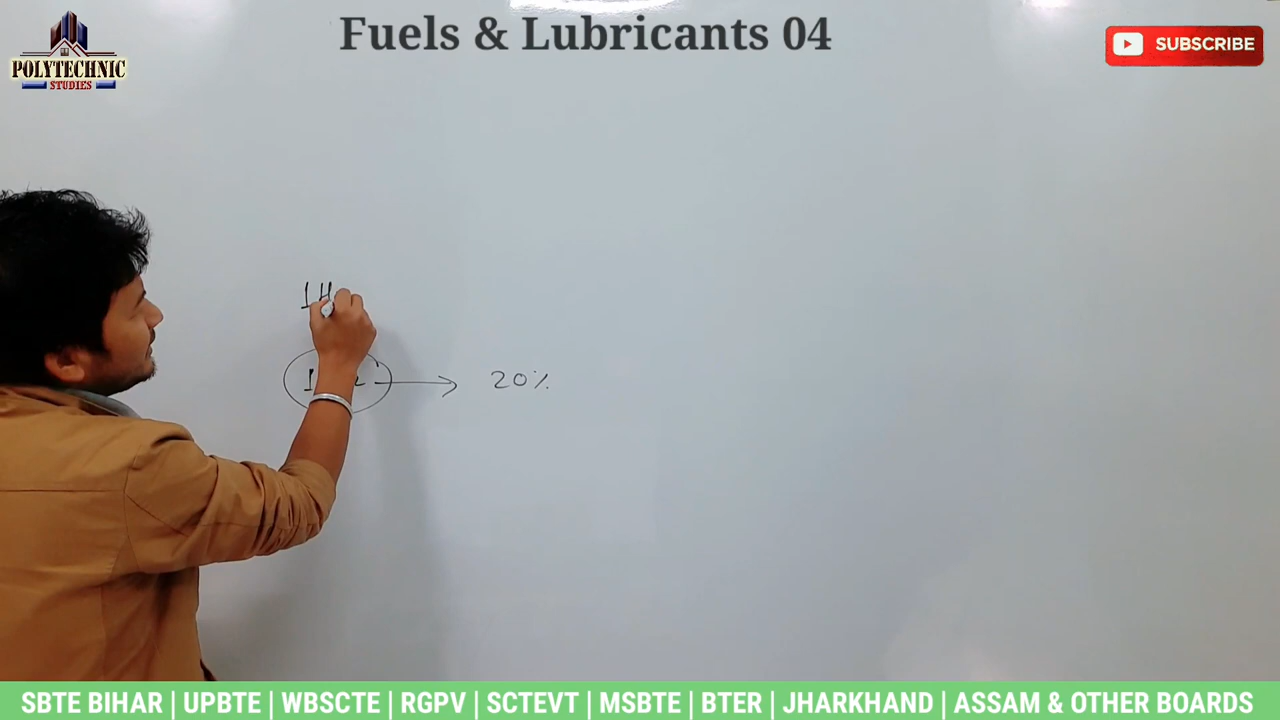 Fuels & Lubricants 04
POLYTECHNIC
STUDIES
SUBSCRIBE
1H
20%
SBTE BIHAR | UPBTE | WBSCTE | RGPV | SCTEVT | MSBTE | BTER | JHARKHAND | ASSAM & OTHER BOARDS